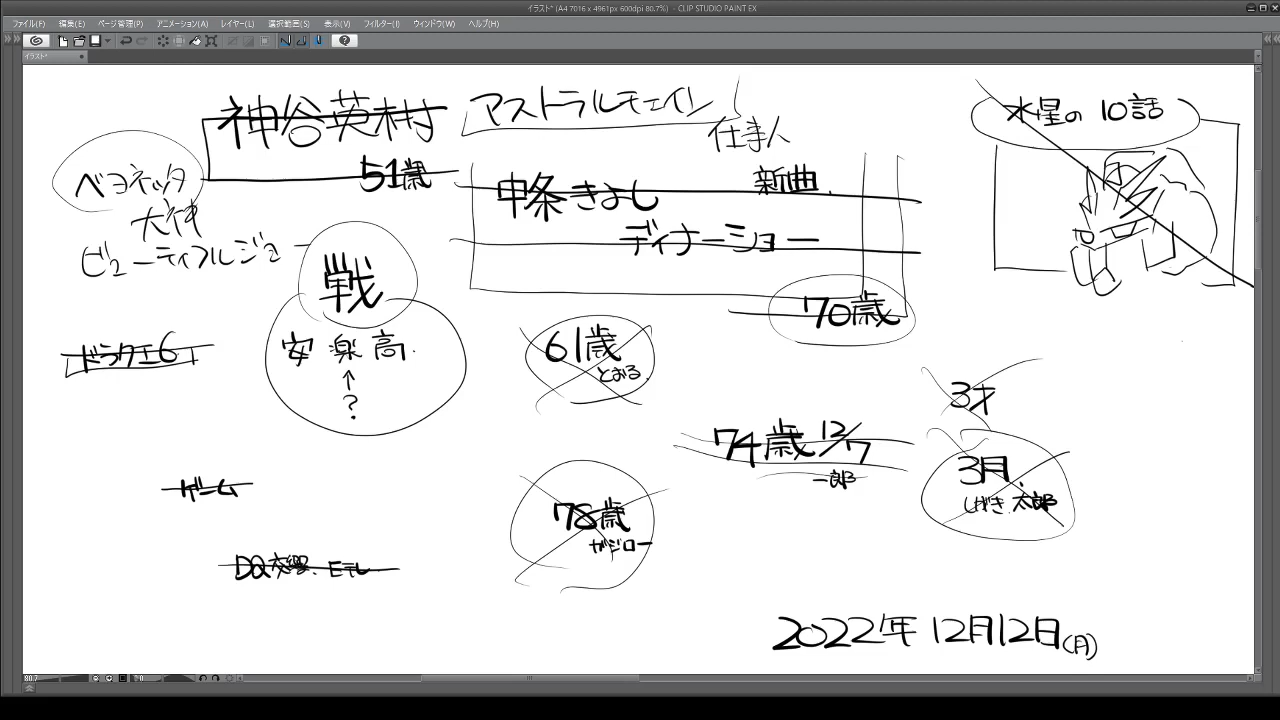 イラスト* (A4 7016 x 4961px 600dpi 80.7%) - CLIP STUDIO PAINT EX
ファイル(F) 編集(E) ページ管理(P) アニメーション(A) レイヤー(L) 選択範囲(S) 表示(V) フィルター(I) ウィンドウ(W) ヘルプ(H)
イラスト*
神谷英樹
アストラルチェイン
仕事人
水星の 10話
51歳
ベヨネッタ
大神
ビューティフルジョー
中条きよし
新曲
ディナーショー
戦
70歳
安 楽 高
↑
?
ドラクエ6
61歳
とおる
3才
74歳 12/7
一郎
3月
しげき 太郎
ゲーム
78歳
ガジロー
DQ交響 Eテレ
2022年 12月12日(月)
80.7